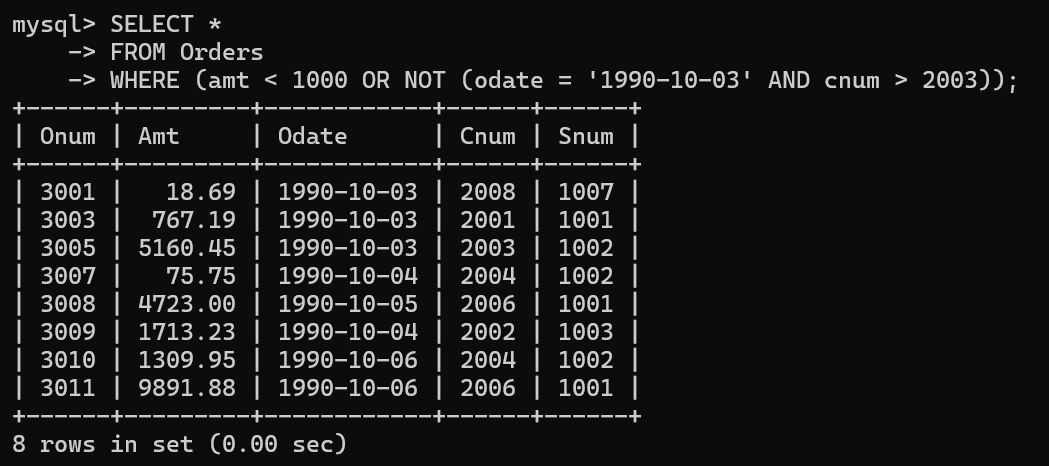 mysql> SELECT *
    -> FROM Orders
    -> WHERE (amt < 1000 OR NOT (odate = '1990-10-03' AND cnum > 2003));
+------+---------+------------+------+------+
| Onum | Amt     | Odate      | Cnum | Snum |
+------+---------+------------+------+------+
| 3001 |   18.69 | 1990-10-03 | 2008 | 1007 |
| 3003 |  767.19 | 1990-10-03 | 2001 | 1001 |
| 3005 | 5160.45 | 1990-10-03 | 2003 | 1002 |
| 3007 |   75.75 | 1990-10-04 | 2004 | 1002 |
| 3008 | 4723.00 | 1990-10-05 | 2006 | 1001 |
| 3009 | 1713.23 | 1990-10-04 | 2002 | 1003 |
| 3010 | 1309.95 | 1990-10-06 | 2004 | 1002 |
| 3011 | 9891.88 | 1990-10-06 | 2006 | 1001 |
+------+---------+------------+------+------+
8 rows in set (0.00 sec)